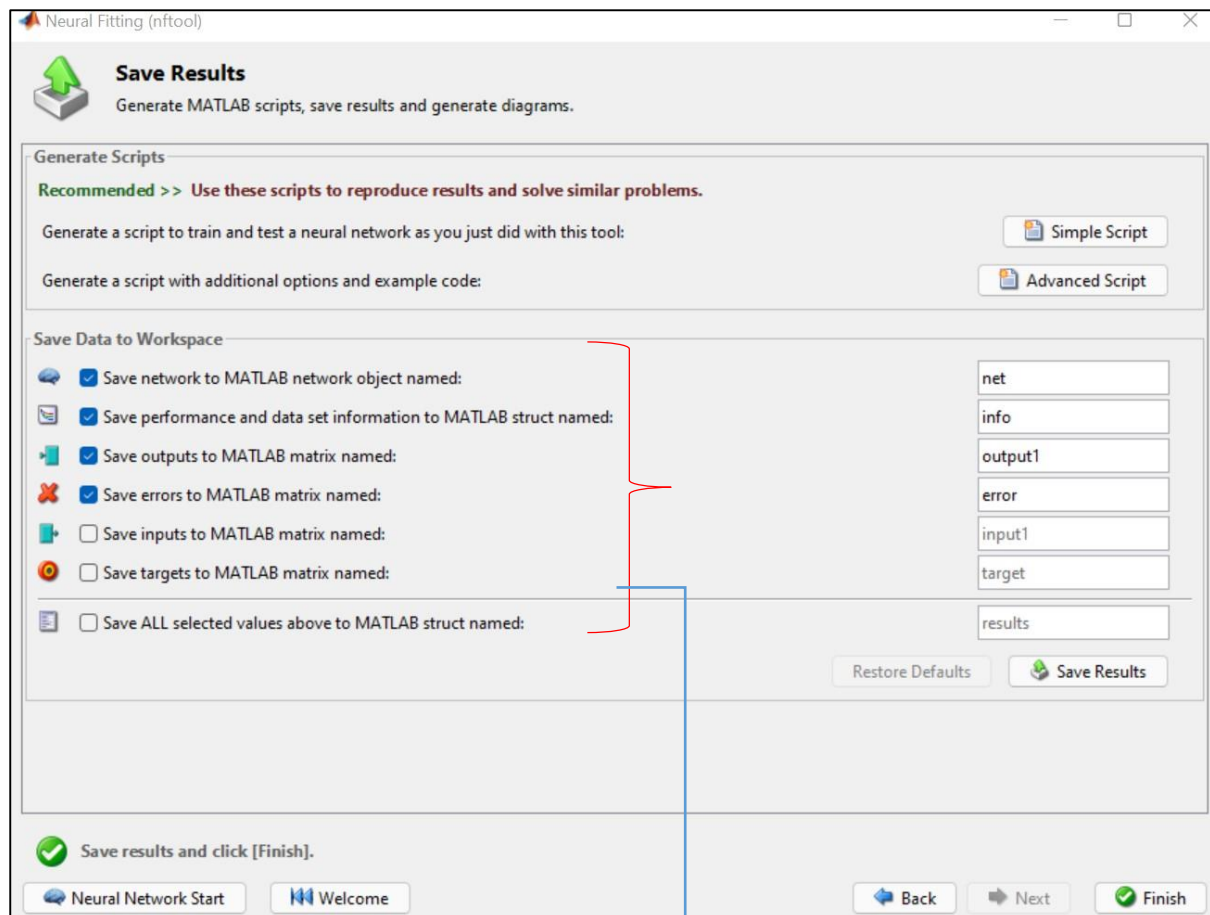 Neural Fitting (nftool)
Save Results
Generate MATLAB scripts, save results and generate diagrams.
Generate Scripts
Recommended >> Use these scripts to reproduce results and solve similar problems.
Generate a script to train and test a neural network as you just did with this tool: Simple Script
Generate a script with additional options and example code: Advanced Script
Save Data to Workspace
Save network to MATLAB network object named: net
Save performance and data set information to MATLAB struct named: info
Save outputs to MATLAB matrix named: output1
Save errors to MATLAB matrix named: error
Save inputs to MATLAB matrix named: input1
Save targets to MATLAB matrix named: target
Save ALL selected values above to MATLAB struct named: results
Restore Defaults Save Results
Save results and click [Finish].
Neural Network Start Welcome Back Next Finish